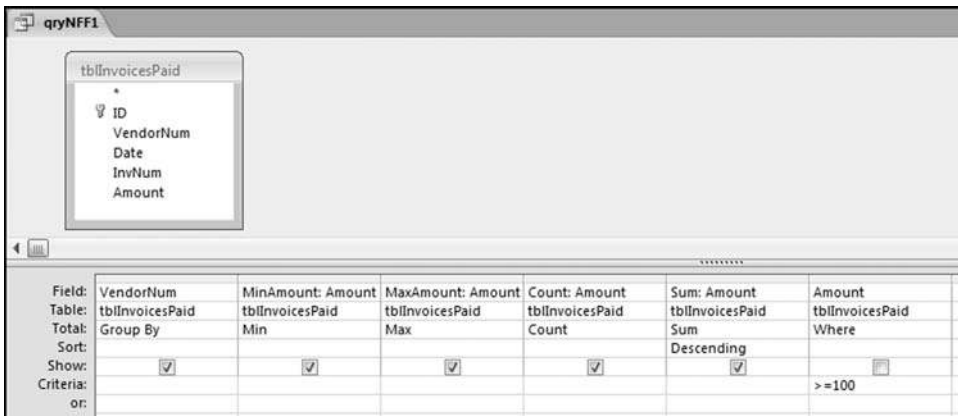 qryNFF1
tblInvoicesPaid
*
ID
VendorNum
Date
InvNum
Amount
Field: VendorNum MinAmount: Amount MaxAmount: Amount Count: Amount Sum: Amount Amount
Table: tblInvoicesPaid tblInvoicesPaid tblInvoicesPaid tblInvoicesPaid tblInvoicesPaid tblInvoicesPaid
Total: Group By Min Max Count Sum Where
Sort: Descending
Show:
Criteria: >=100
or: